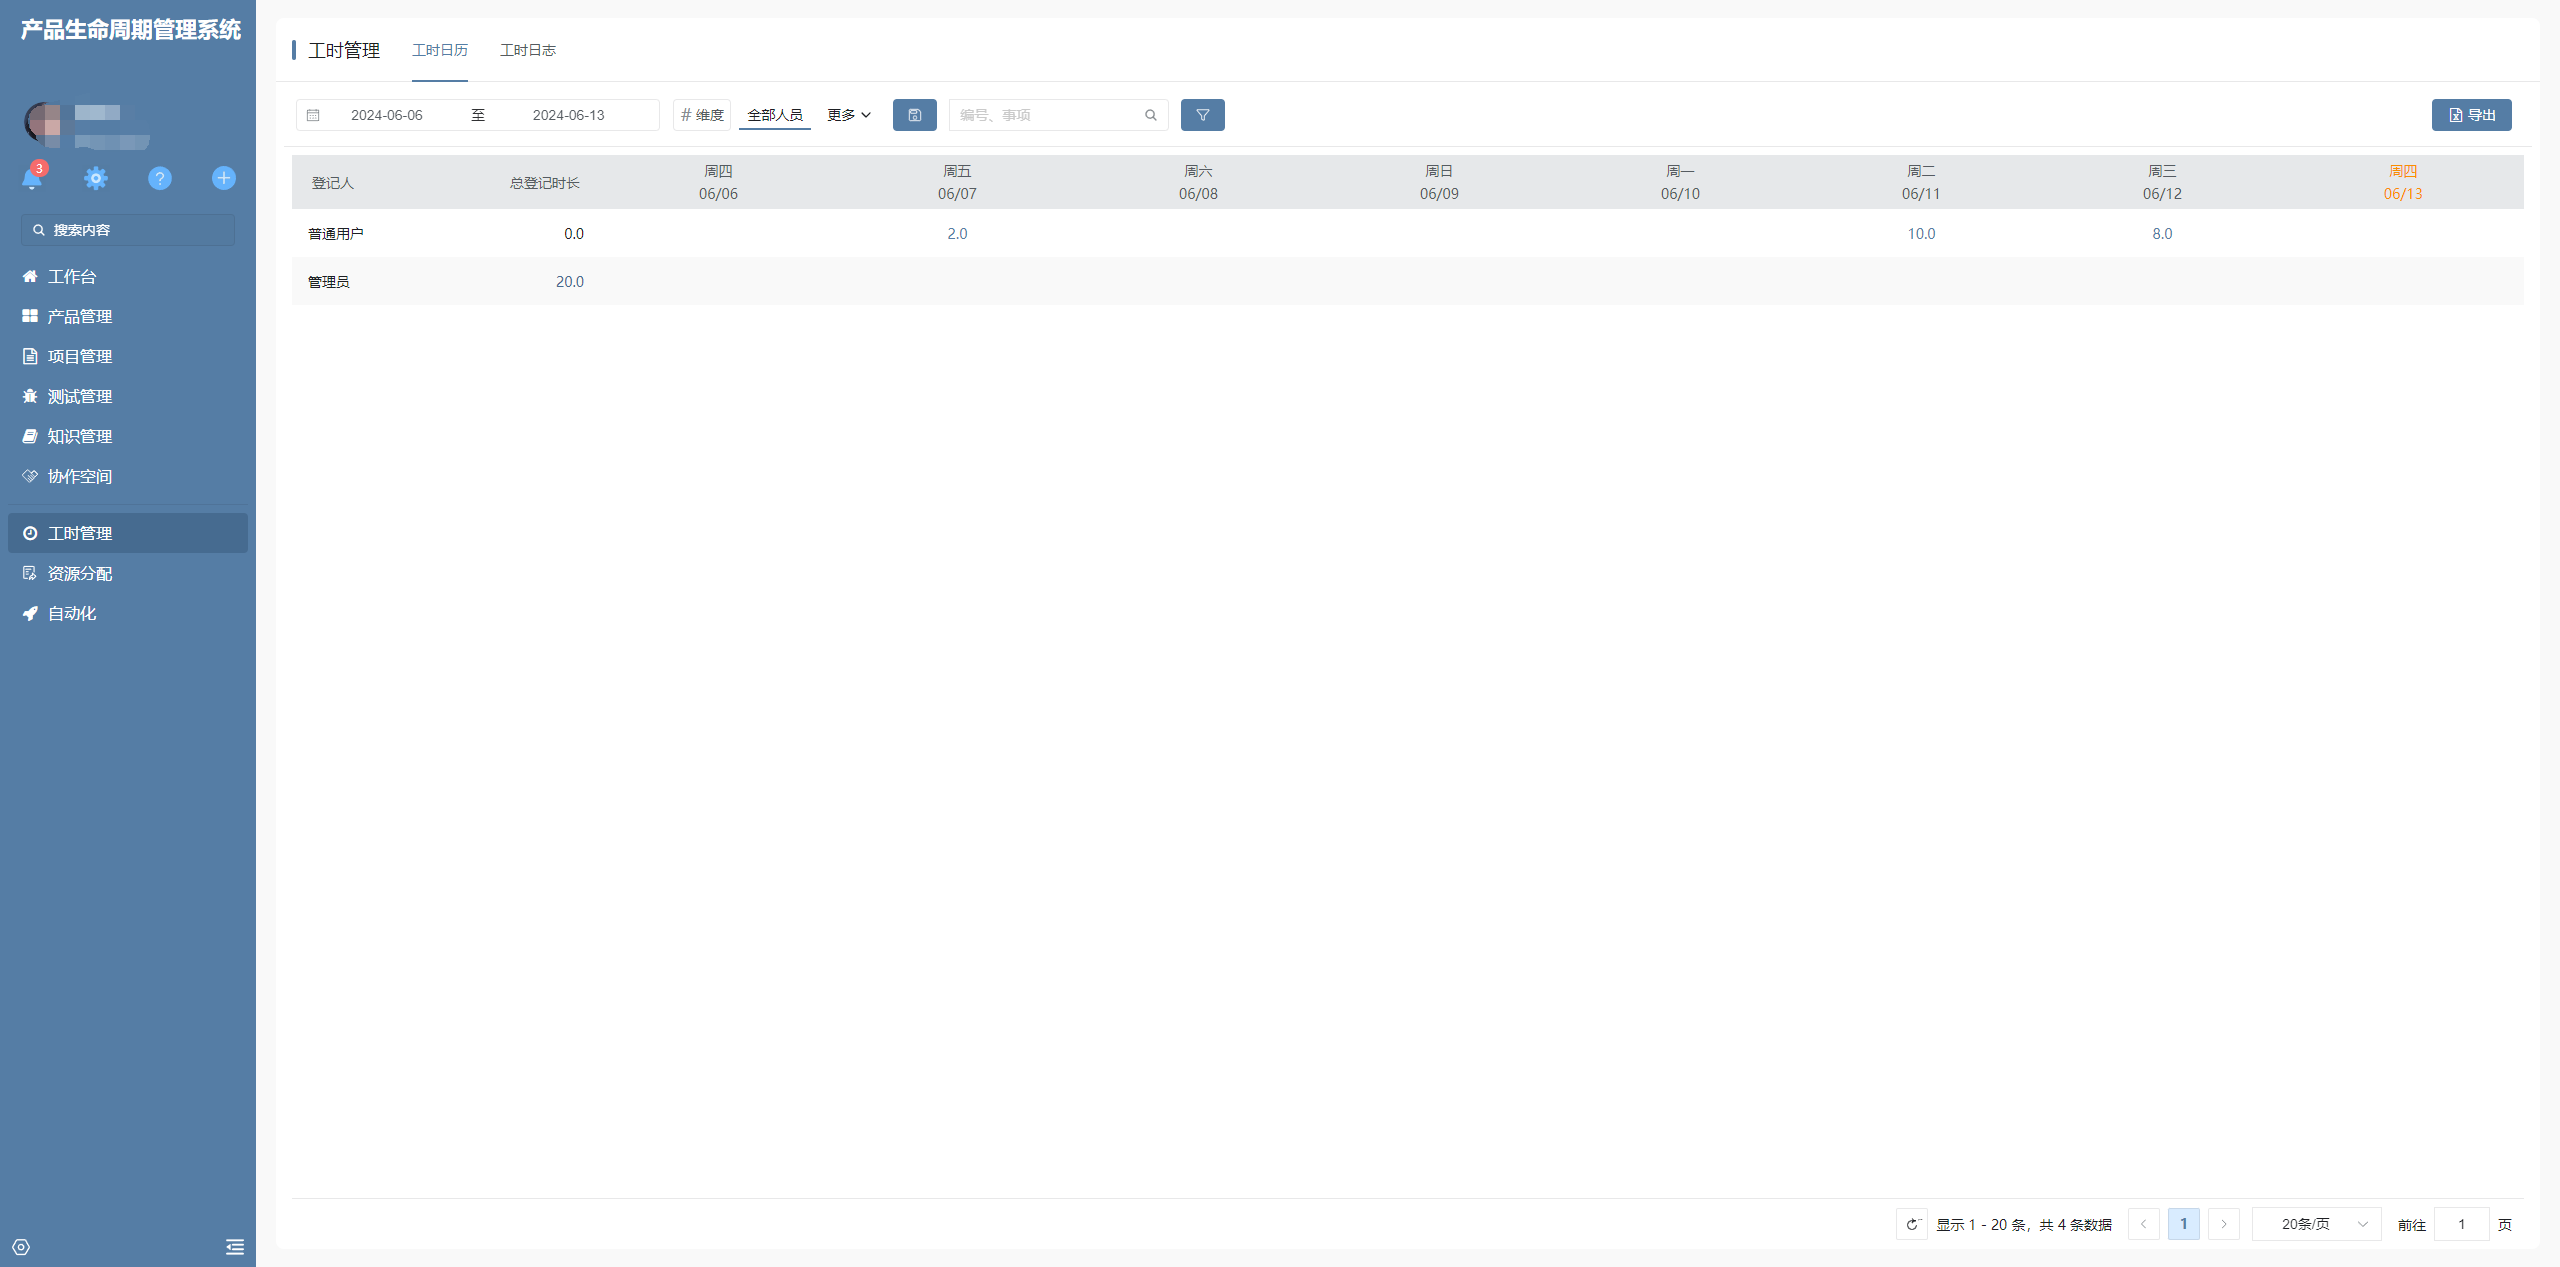 产品生命周期管理系统
3
搜索内容
工作台
产品管理
项目管理
测试管理
知识管理
协作空间
工时管理
资源分配
自动化
工时管理 工时日历 工时日志
2024-06-06 至 2024-06-13 # 维度 全部人员 更多 编号、事项 导出
登记人 总登记时长 周四 周五 周六 周日 周一 周二 周三 周四
06/06 06/07 06/08 06/09 06/10 06/11 06/12 06/13
普通用户 0.0 2.0 10.0 8.0
管理员 20.0
显示 1 - 20 条，共 4 条数据 1 20条/页 前往 1 页